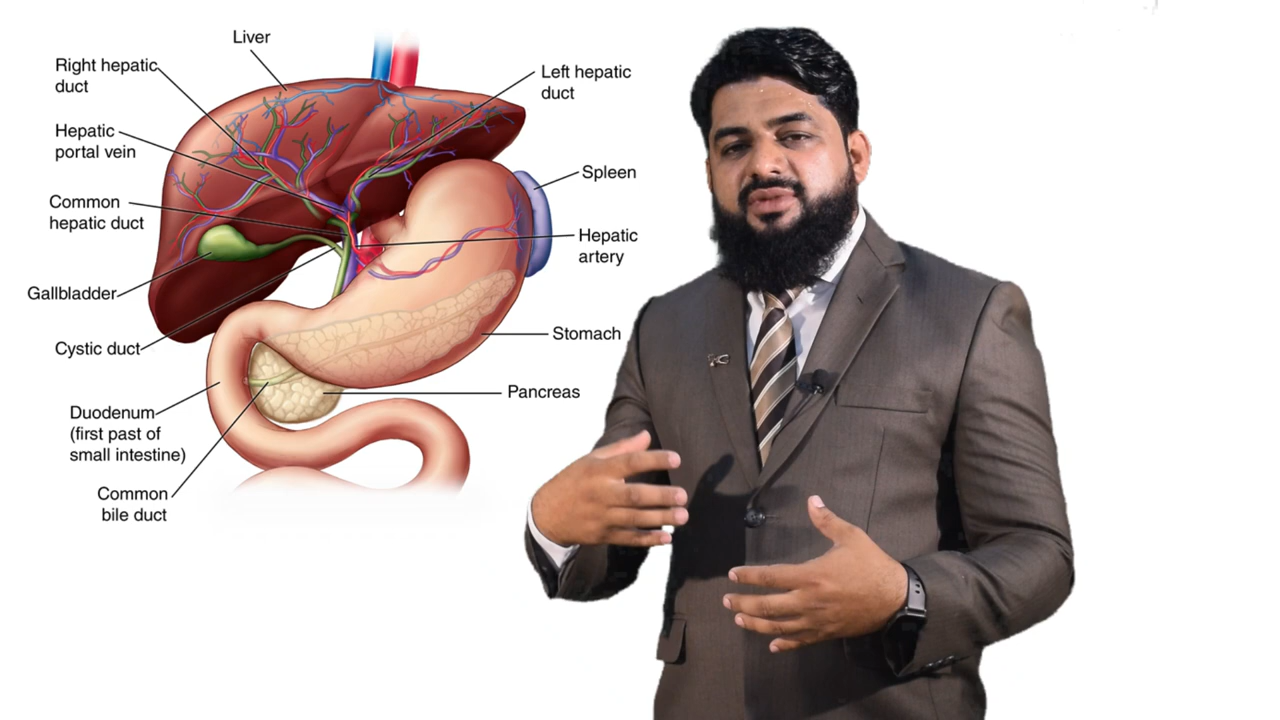 Liver
Right hepatic
duct
Left hepatic
duct
Hepatic
portal vein
Spleen
Common
hepatic duct
Hepatic
artery
Gallbladder
Cystic duct
Stomach
Pancreas
Duodenum
(first past of
small intestine)
Common
bile duct